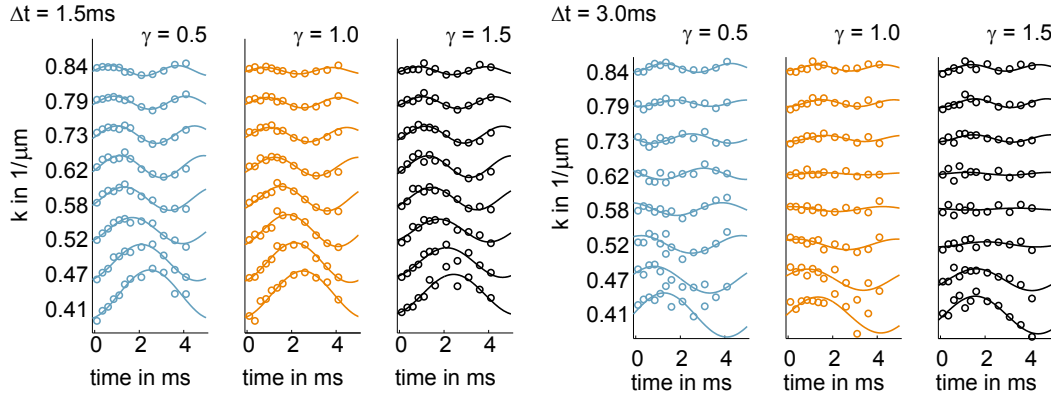 Δt = 1.5ms
γ = 0.5 γ = 1.0 γ = 1.5
k in 1/μm
0.84
0.79
0.73
0.62
0.58
0.52
0.47
0.41
0 2 4 0 2 4 0 2 4
time in ms time in ms time in ms
Δt = 3.0ms
γ = 0.5 γ = 1.0 γ = 1.5
k in 1/μm
0.84
0.79
0.73
0.62
0.58
0.52
0.47
0.41
0 2 4 0 2 4 0 2 4
time in ms time in ms time in ms